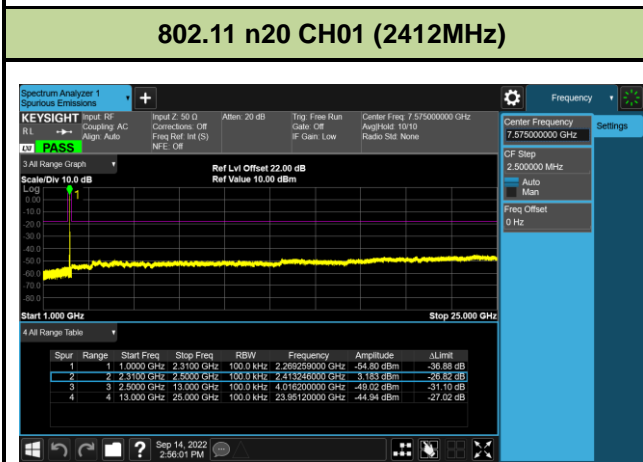 802.11 n20 CH01 (2412MHz)
Spectrum Analyzer 1
Spurious Emissions
+
Frequency
KEYSIGHT
RL
LXI PASS
Input: RF
Coupling: AC
Align: Auto
Input Z: 50 Ω
Corrections: Off
Freq Ref: Int (S)
NFE: Off
Atten: 20 dB
Trig: Free Run
Gate: Off
IF Gain: Low
Center Freq: 7.575000000 GHz
Avg|Hold: 10/10
Radio Std: None
Center Frequency
7.575000000 GHz
Settings
CF Step
2.500000 MHz
Auto
Man
Freq Offset
0 Hz
3 All Range Graph
Scale/Div 10.0 dB
Ref Lvl Offset 22.00 dB
Ref Value 10.00 dBm
Log
1
0.00
-10.0
-20.0
-30.0
-40.0
-50.0
-60.0
-70.0
-80.0
Start 1.000 GHz
Stop 25.000 GHz
4 All Range Table
Spur Range Start Freq Stop Freq RBW Frequency Amplitude ΔLimit
1 1 1.0000 GHz 2.3100 GHz 100.0 kHz 2.269259000 GHz -54.80 dBm -36.88 dB
2 2 2.3100 GHz 2.5000 GHz 100.0 kHz 2.413246000 GHz 3.183 dBm -26.82 dB
3 3 2.5000 GHz 13.000 GHz 100.0 kHz 4.016200000 GHz -49.02 dBm -31.10 dB
4 4 13.000 GHz 25.000 GHz 100.0 kHz 23.95120000 GHz -44.94 dBm -27.02 dB
?
Sep 14, 2022
2:56:01 PM